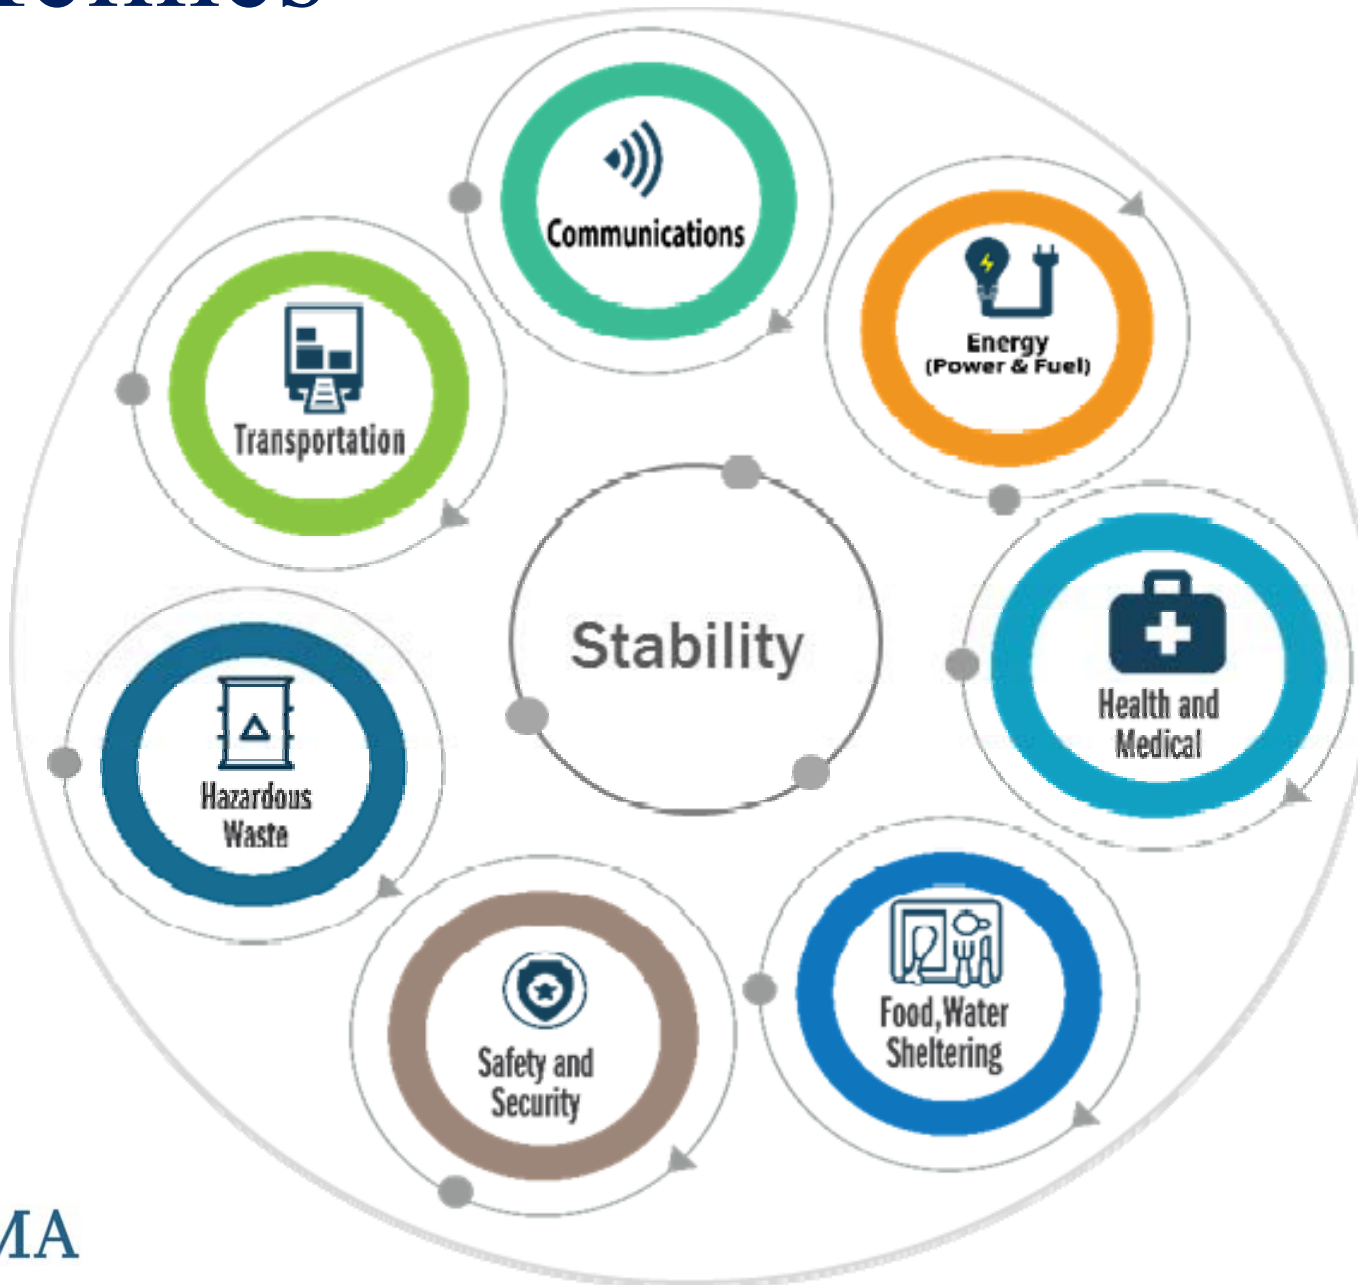 Communications
Energy
(Power & Fuel)
Transportation
Stability
Health and
Medical
Hazardous
Waste
Food,Water
Sheltering
Safety and
Security
MA